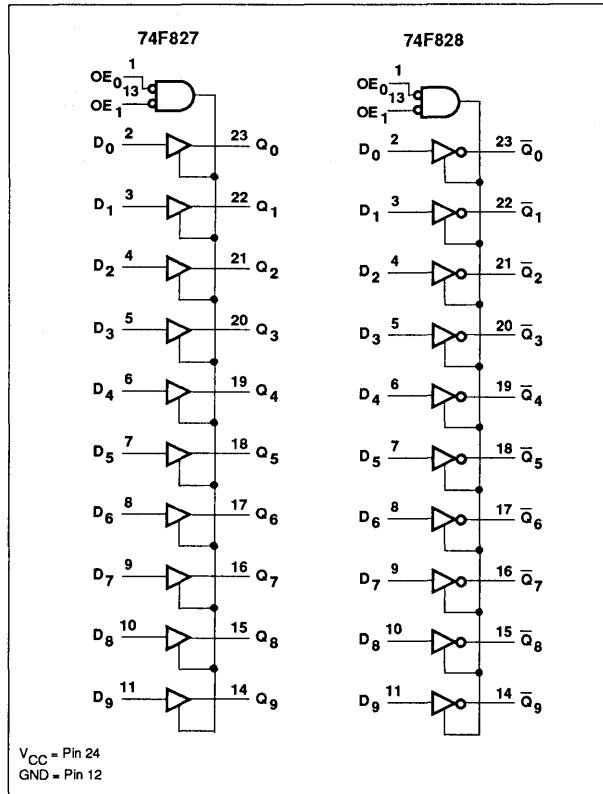 74F827
OE0 1
OE1 13
D0 2 23 Q0
D1 3 22 Q1
D2 4 21 Q2
D3 5 20 Q3
D4 6 19 Q4
D5 7 18 Q5
D6 8 17 Q6
D7 9 16 Q7
D8 10 15 Q8
D9 11 14 Q9
74F828
OE0 1
OE1 13
D0 2 23 Q̅0
D1 3 22 Q̅1
D2 4 21 Q̅2
D3 5 20 Q̅3
D4 6 19 Q̅4
D5 7 18 Q̅5
D6 8 17 Q̅6
D7 9 16 Q̅7
D8 10 15 Q̅8
D9 11 14 Q̅9
VCC = Pin 24
GND = Pin 12